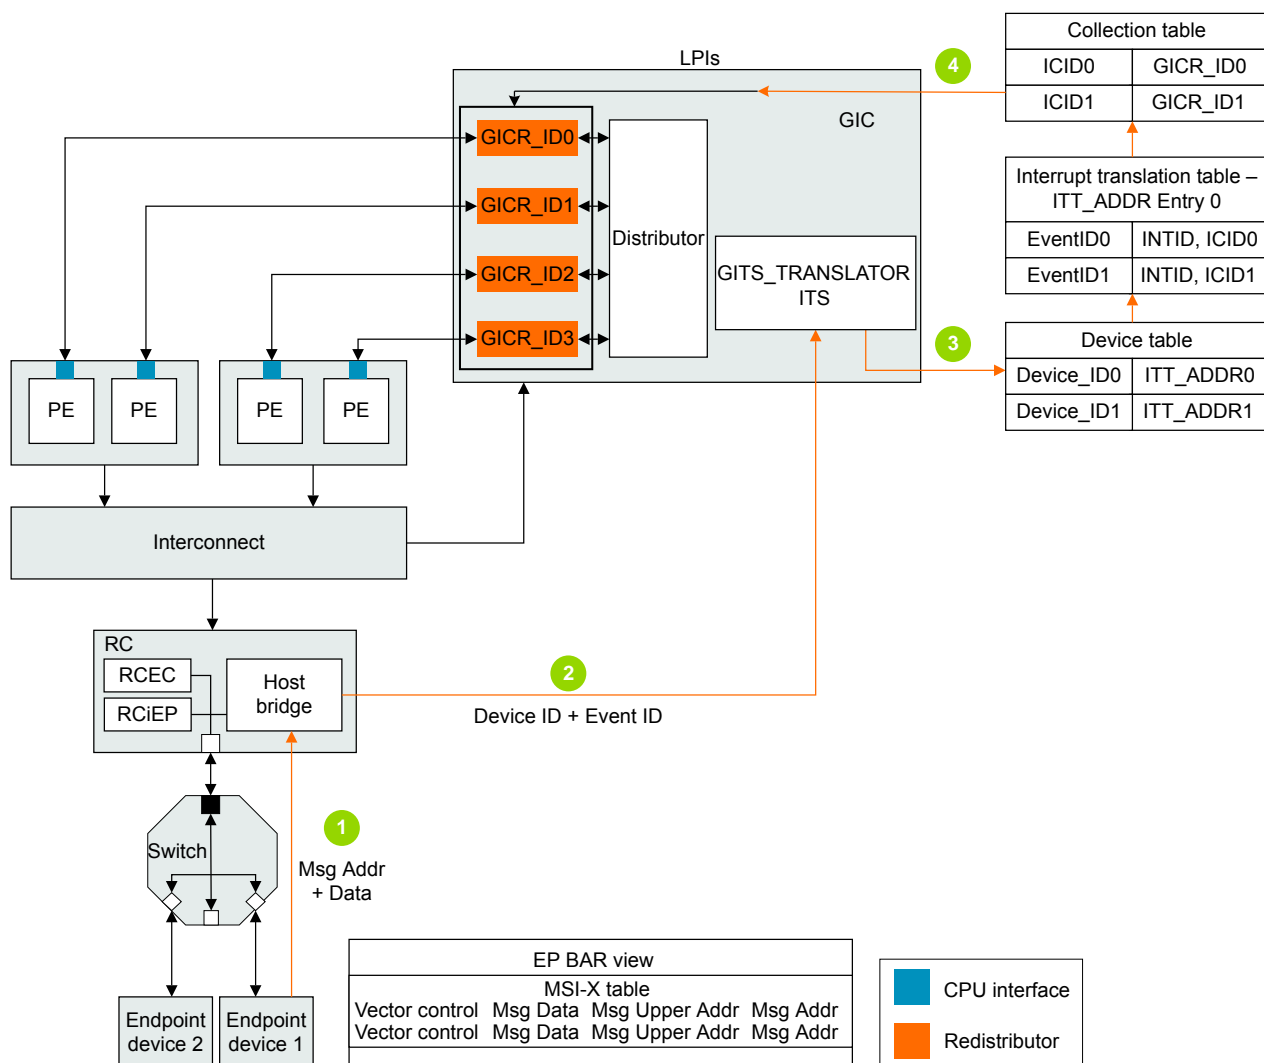 Collection table
ICID0 GICR_ID0
ICID1 GICR_ID1
4
LPIs
GIC
GICR_ID0
GICR_ID1
GICR_ID2
GICR_ID3
Distributor
GITS_TRANSLATOR
ITS
Interrupt translation table –
ITT_ADDR Entry 0
EventID0 INTID, ICID0
EventID1 INTID, ICID1
3
Device table
Device_ID0 ITT_ADDR0
Device_ID1 ITT_ADDR1
PE PE PE PE
Interconnect
RC
RCEC
RCiEP
Host
bridge
2
Device ID + Event ID
1
Msg Addr
+ Data
Switch
Endpoint
device 2
Endpoint
device 1
EP BAR view
MSI-X table
Vector control Msg Data Msg Upper Addr Msg Addr
Vector control Msg Data Msg Upper Addr Msg Addr
CPU interface
Redistributor